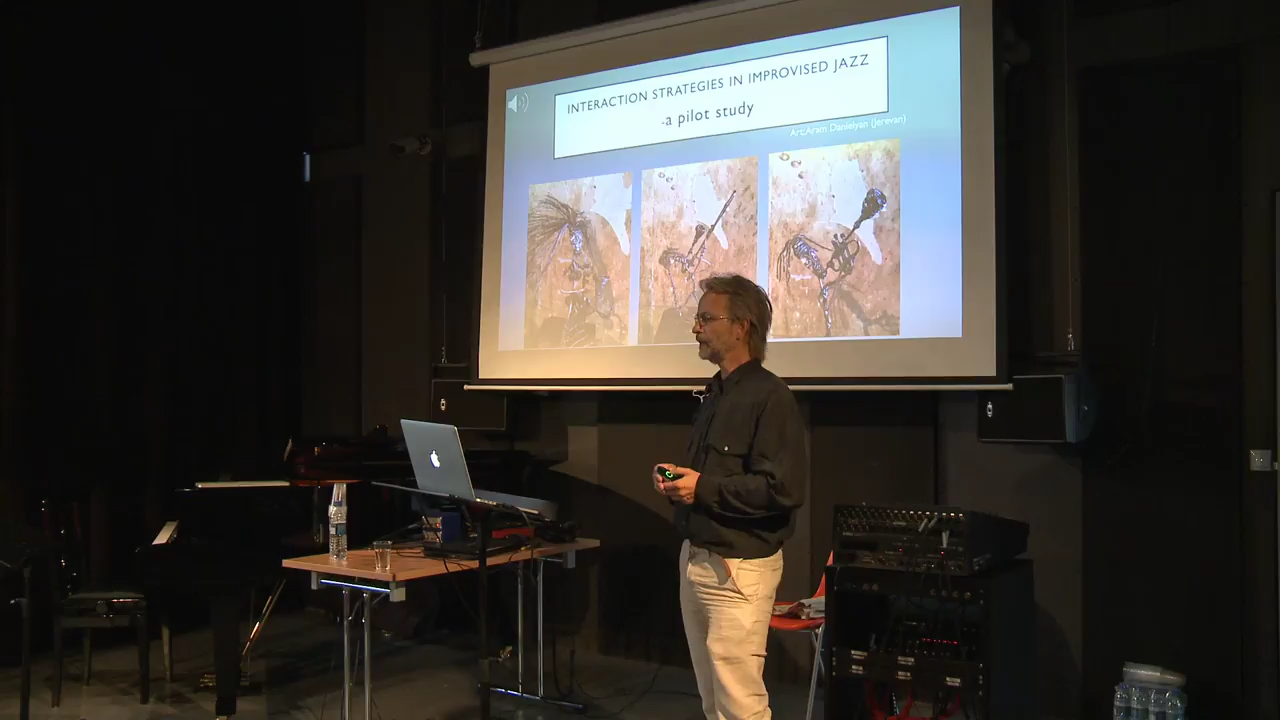 INTERACTION STRATEGIES IN IMPROVISED JAZZ
-a pilot study
Art:Aram Danielyan (Jerevan)